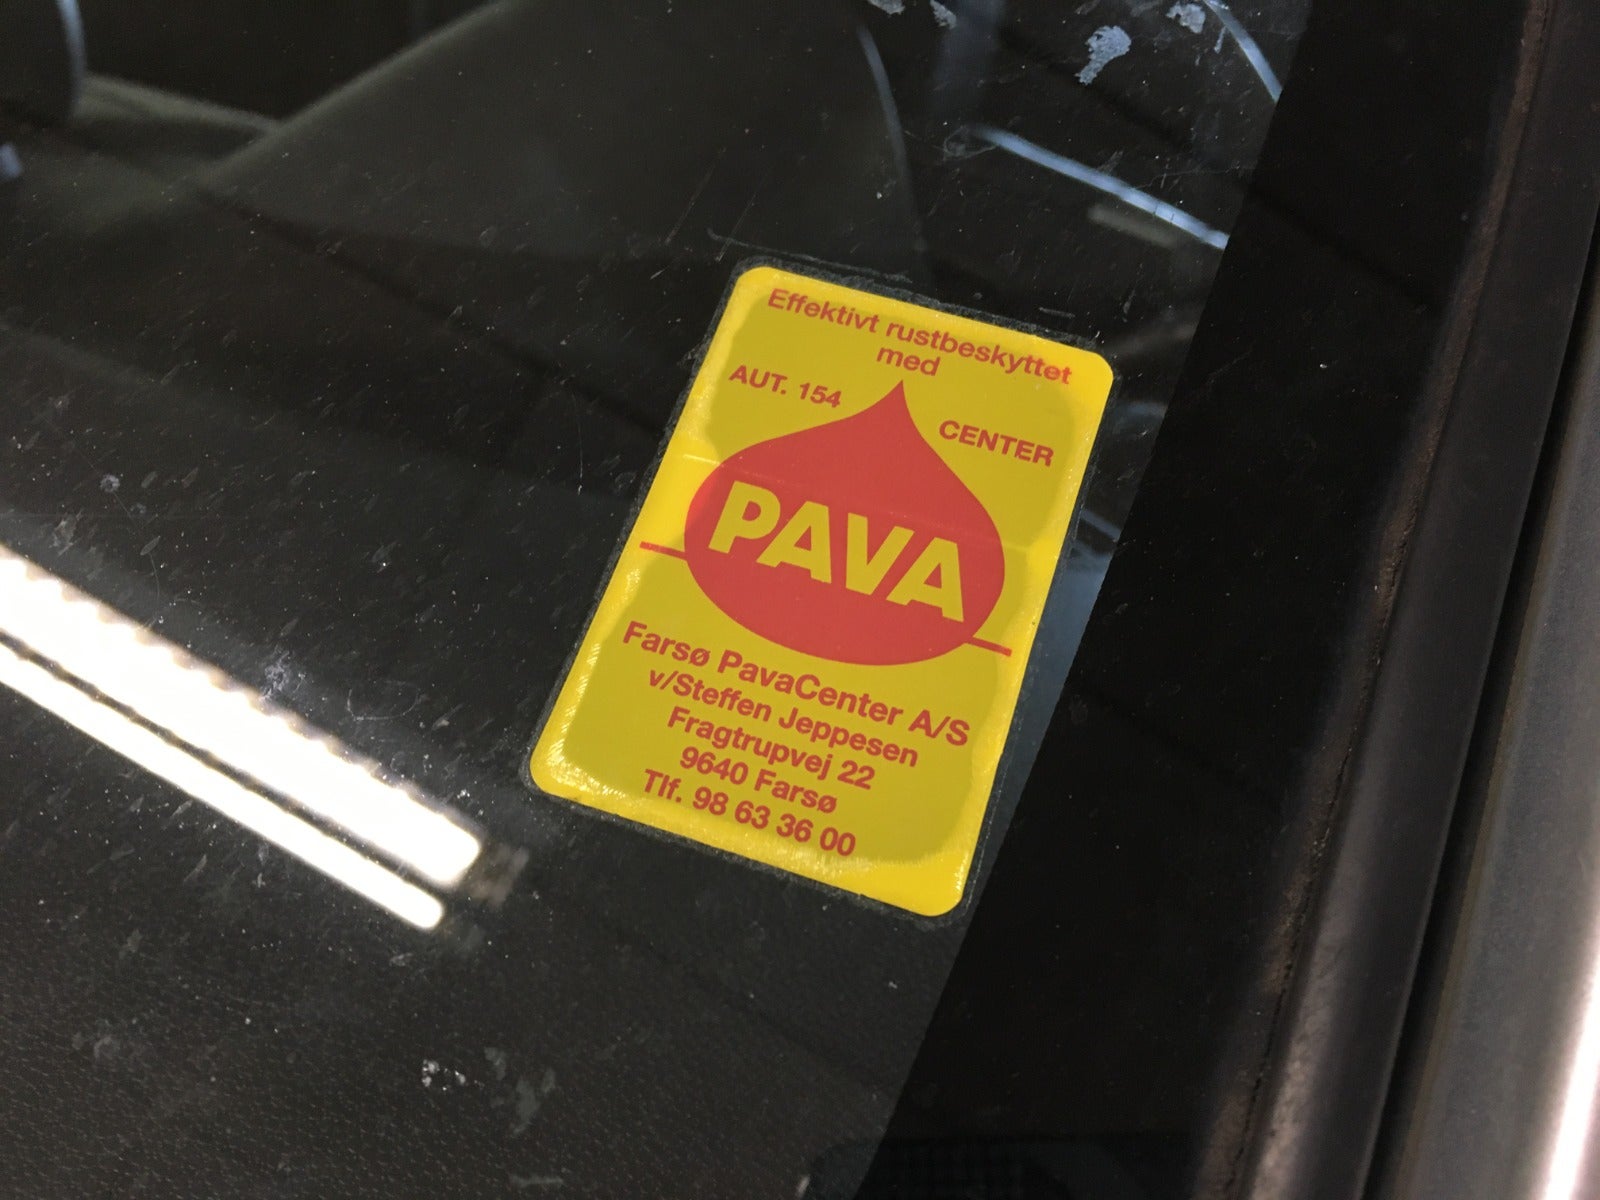 Effektivt rustbeskyttet
med
AUT. 154
CENTER
PAVA
Farsø PavaCenter A/S
v/Steffen Jeppesen
Fragtrupvej 22
9640 Farsø
Tlf. 98 63 36 00